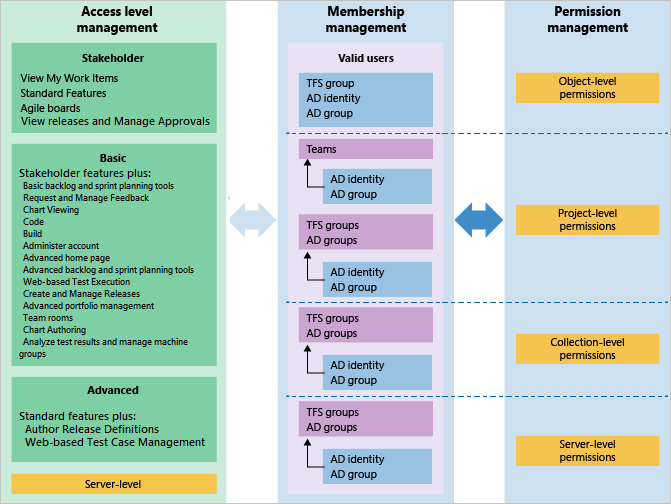 Access level
management
Stakeholder
View My Work Items
Standard Features
Agile boards
View releases and Manage Approvals
Basic
Stakeholder features plus:
Basic backlog and sprint planning tools
Request and Manage Feedback
Chart Viewing
Code
Build
Administer account
Advanced home page
Advanced backlog and sprint planning tools
Web-based Test Execution
Create and Manage Releases
Advanced portfolio management
Team rooms
Chart Authoring
Analyze test results and manage machine
groups
Advanced
Standard features plus:
Author Release Definitions
Web-based Test Case Management
Server-level
Membership
management
Valid users
TFS group
AD identity
AD group
Teams
AD identity
AD group
TFS groups
AD groups
AD identity
AD group
TFS groups
AD groups
AD identity
AD group
TFS groups
AD groups
AD identity
AD group
Permission
management
Object-level
permissions
Project-level
permissions
Collection-level
permissions
Server-level
permissions